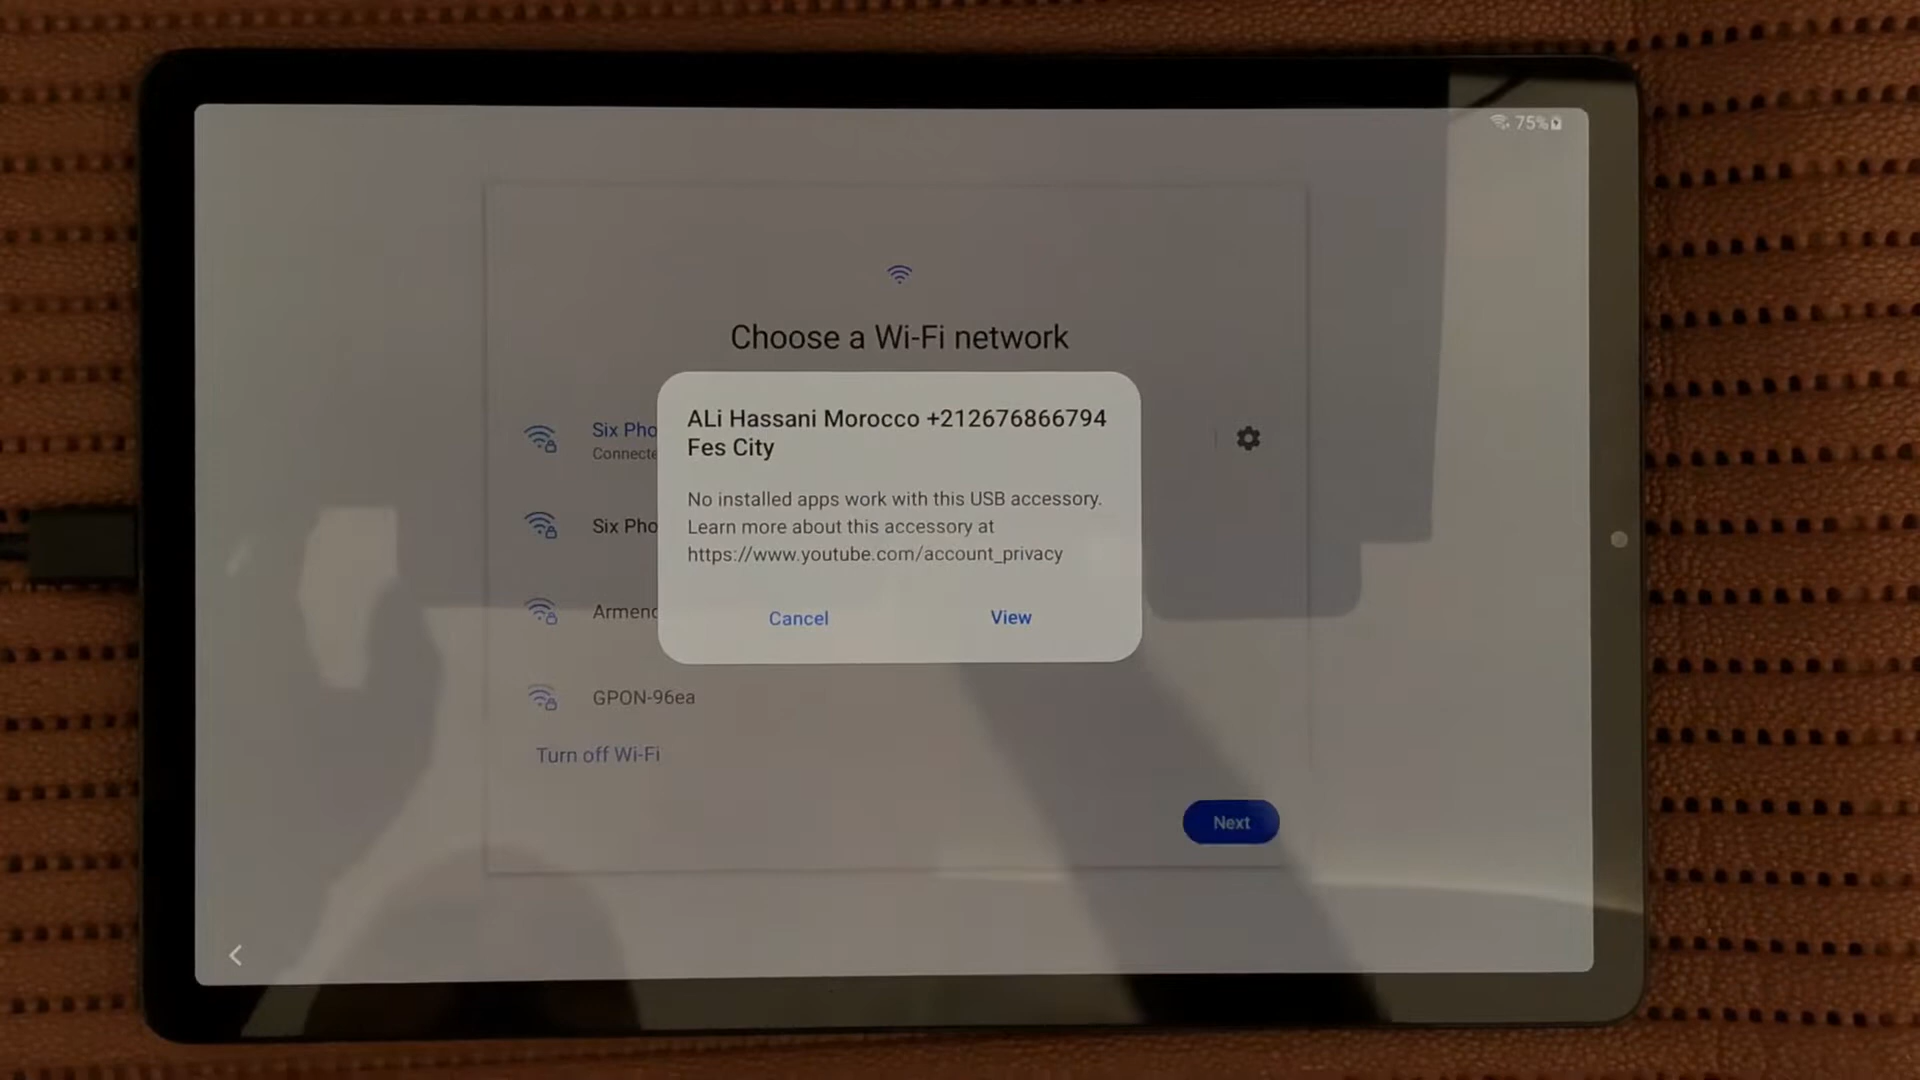 75%
Choose a Wi-Fi network
Six Pho
Connecte
ALi Hassani Morocco +212676866794
Fes City
No installed apps work with this USB accessory.
Learn more about this accessory at
https://www.youtube.com/account_privacy
Cancel
View
Six Pho
Armend
GPON-96ea
Turn off Wi-Fi
Next